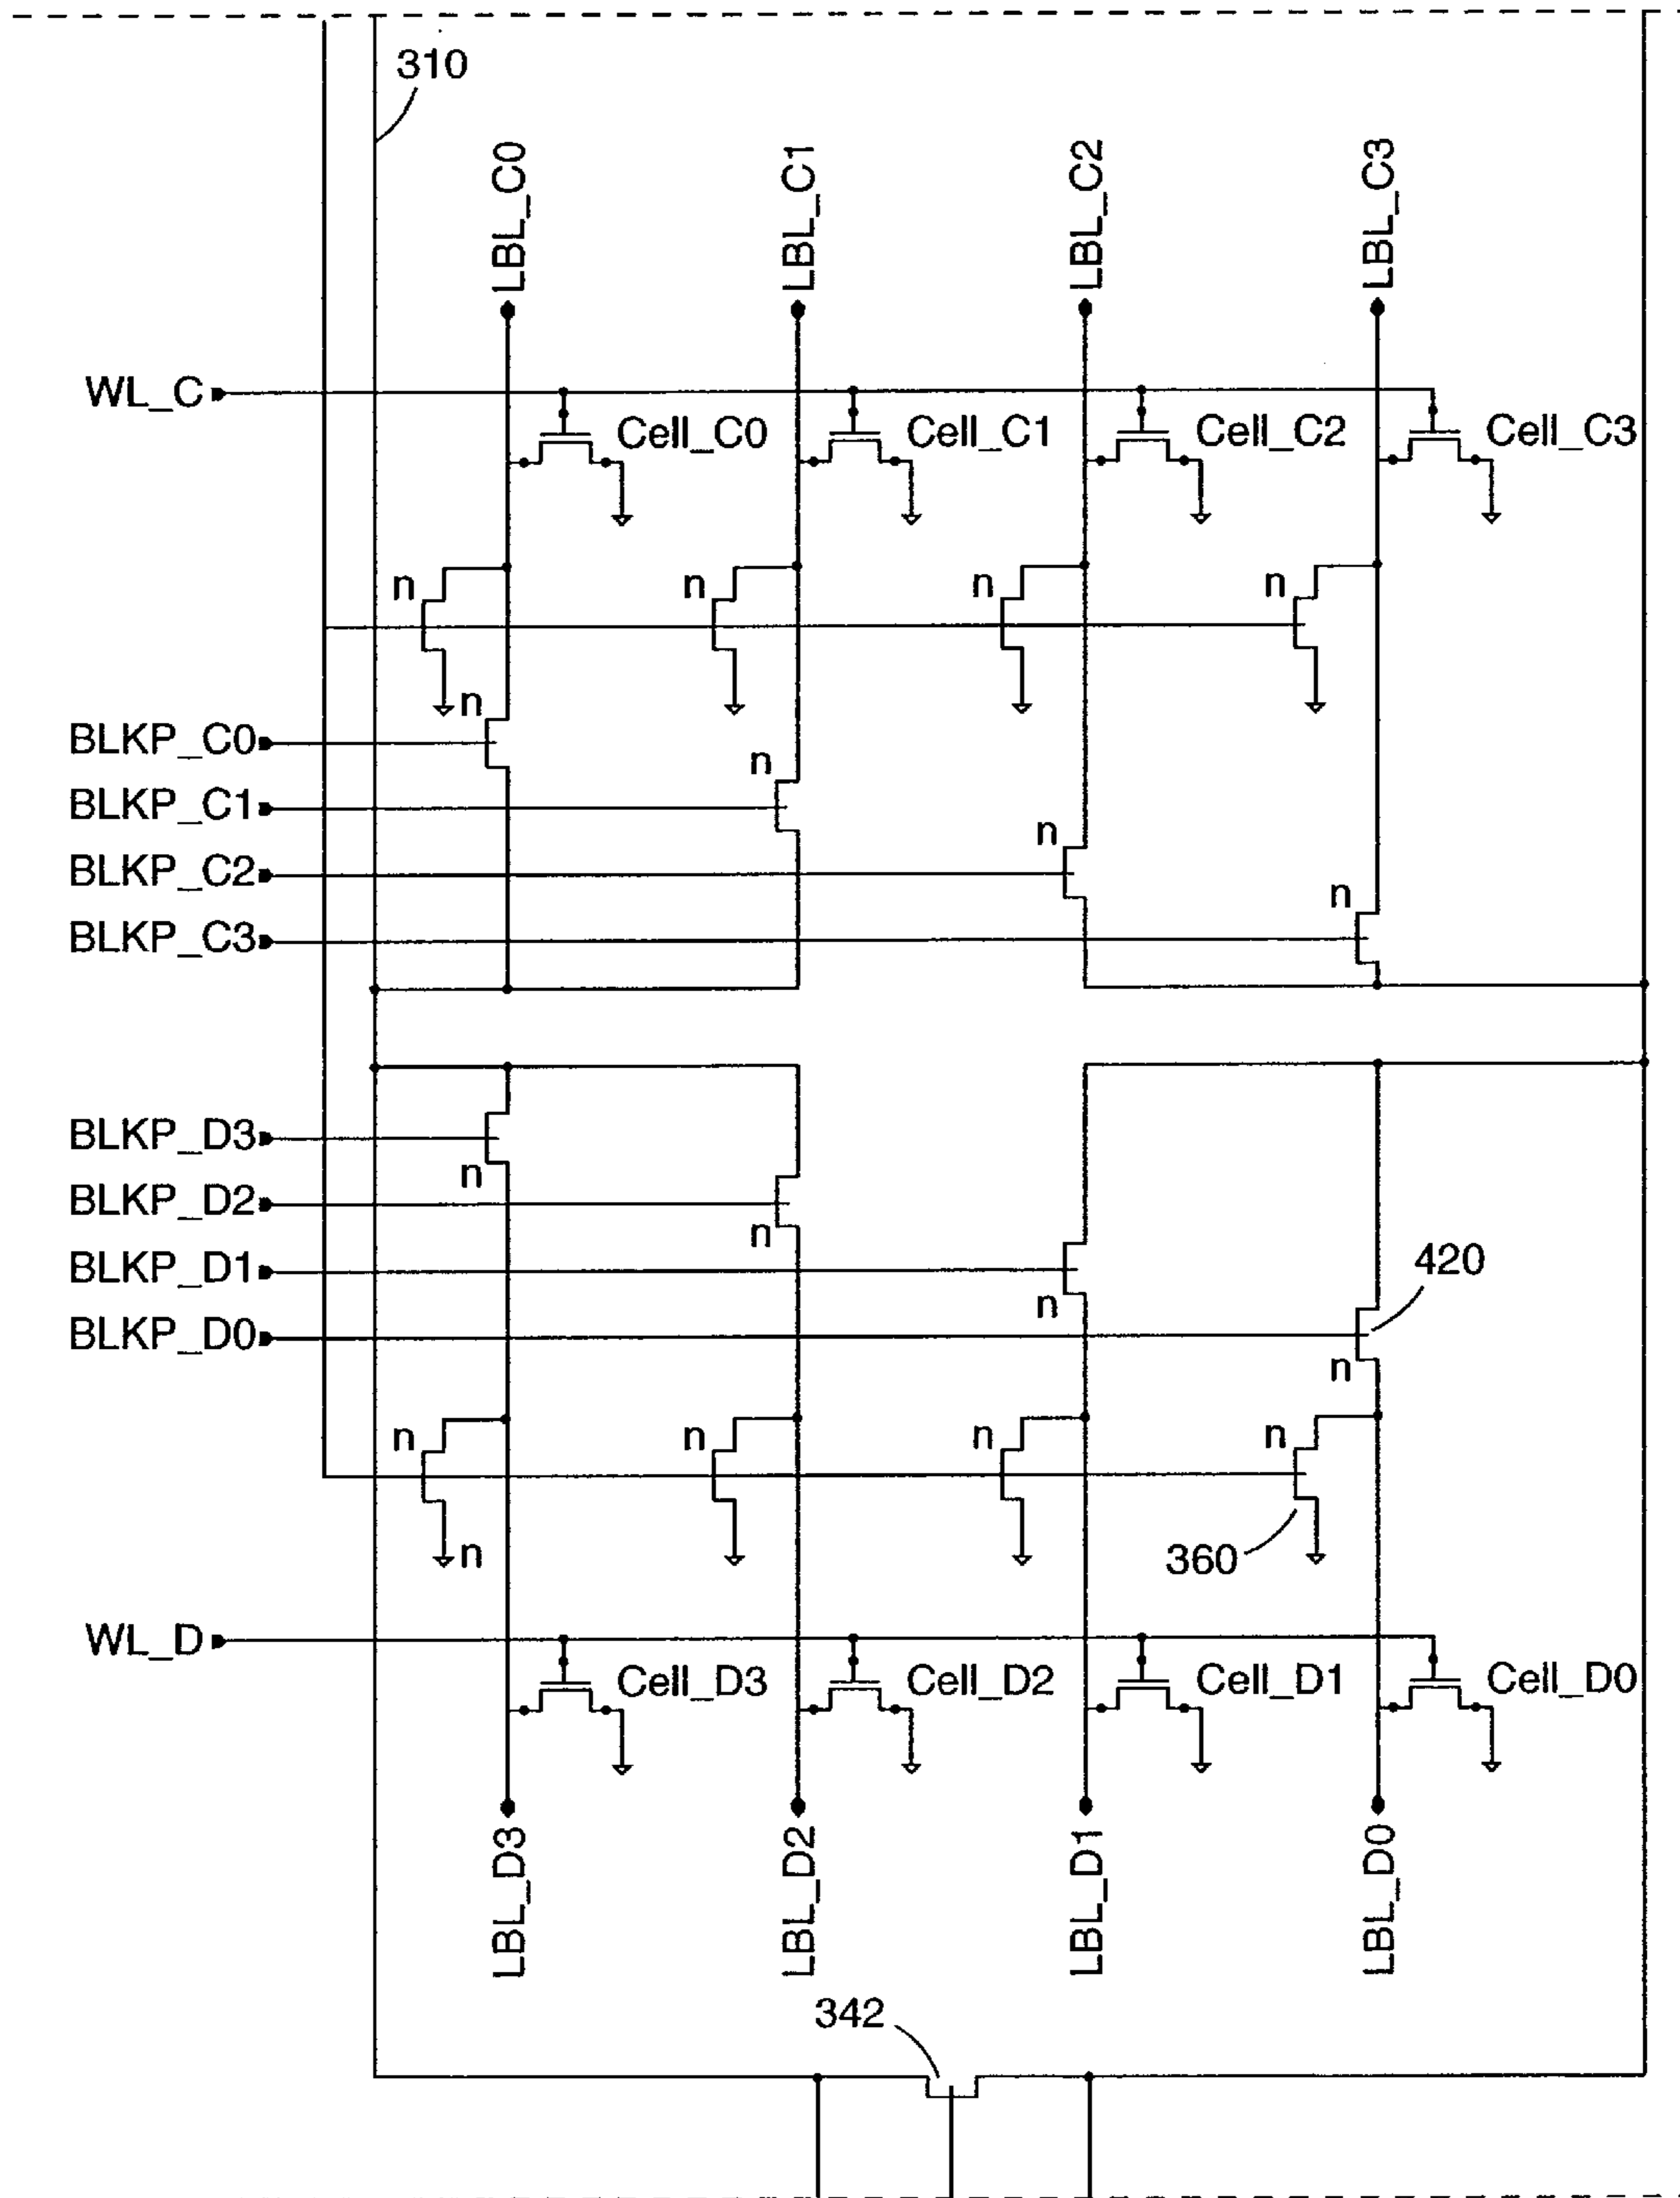 310
LBL_C0
LBL_C1
LBL_C2
LBL_C3
WL_C
Cell_C0
Cell_C1
Cell_C2
Cell_C3
n
n
n
n
n
BLKP_C0
n
BLKP_C1
n
BLKP_C2
n
BLKP_C3
BLKP_D3
n
BLKP_D2
n
BLKP_D1
420
n
BLKP_D0
n
n
n
n
n
n
360
WL_D
Cell_D3
Cell_D2
Cell_D1
Cell_D0
LBL_D3
LBL_D2
LBL_D1
LBL_D0
342